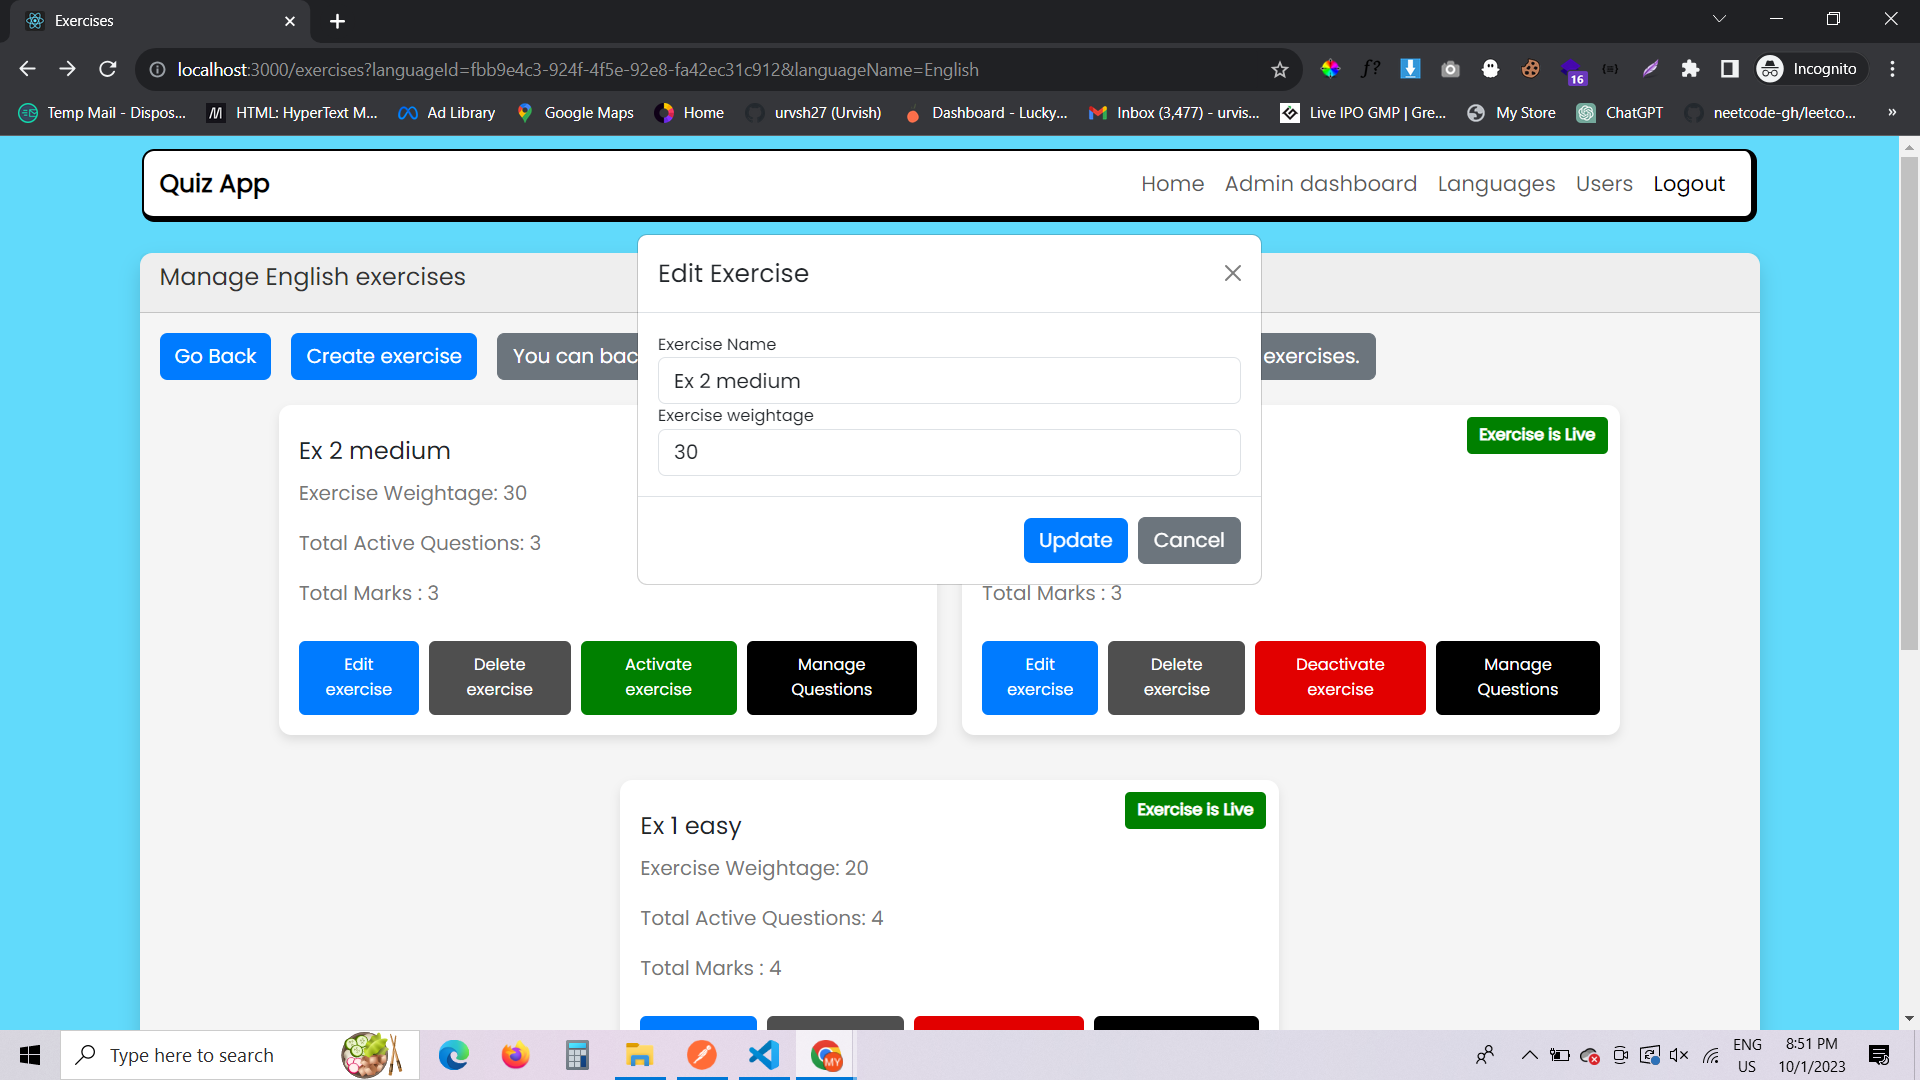 Exercises
localhost:3000/exercises?languageId=fbb9e4c3-924f-4f5e-92e8-fa42ec31c912&languageName=English
f?
16
Incognito
Temp Mail - Dispos...
HTML: HyperText M...
Ad Library
Google Maps
Home
urvsh27 (Urvish)
Dashboard - Lucky...
Inbox (3,477) - urvis...
Live IPO GMP | Gre...
My Store
ChatGPT
neetcode-gh/leetco...
»
Quiz App
Home
Admin dashboard
Languages
Users
Logout
Manage English exercises
Go Back
Create exercise
You can bac
exercises.
Edit Exercise
Exercise Name
Ex 2 medium
Exercise weightage
30
Update
Cancel
Ex 2 medium
Exercise Weightage: 30
Total Active Questions: 3
Total Marks : 3
Edit
exercise
Delete
exercise
Activate
exercise
Manage
Questions
Exercise is Live
Total Marks : 3
Edit
exercise
Delete
exercise
Deactivate
exercise
Manage
Questions
Exercise is Live
Ex 1 easy
Exercise Weightage: 20
Total Active Questions: 4
Total Marks : 4
Type here to search
MY
ENG
US
8:51 PM
10/1/2023